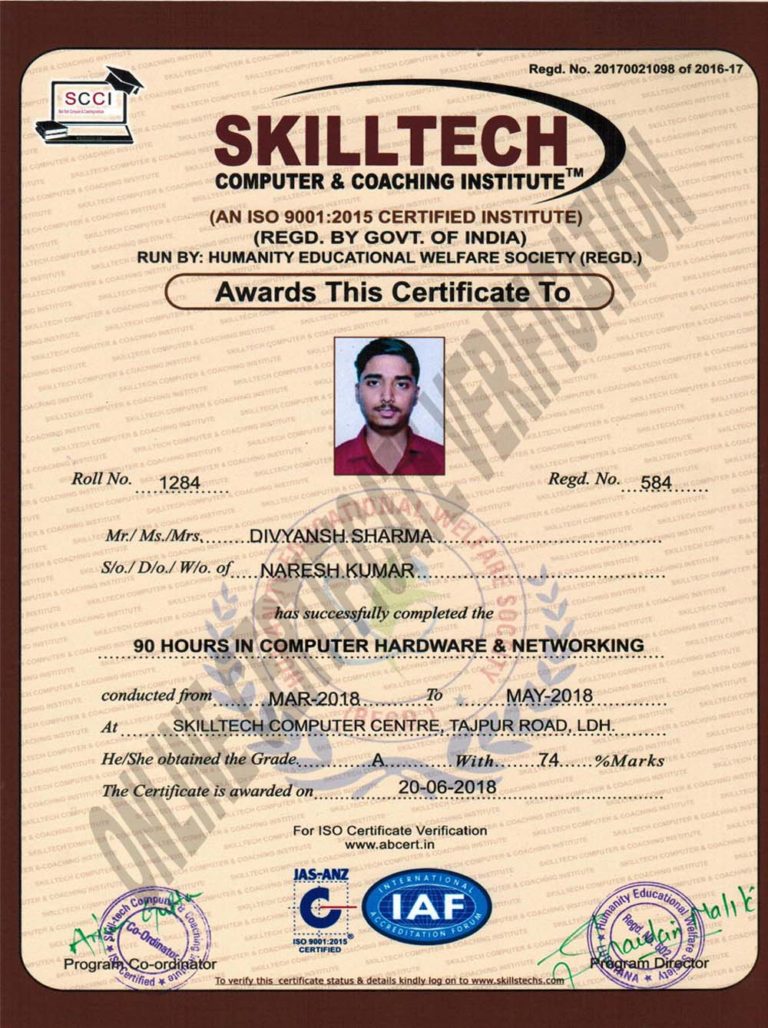 Regd. No. 20170021098 of 2016-17
SCCI
SKILLTECH
COMPUTER & COACHING INSTITUTE™
(AN ISO 9001:2015 CERTIFIED INSTITUTE)
(REGD. BY GOVT. OF INDIA)
RUN BY: HUMANITY EDUCATIONAL WELFARE SOCIETY (REGD.)
Awards This Certificate To
Roll No. 1284 Regd. No. 584
Mr./ Ms./Mrs. DIVYANSH SHARMA
S/o./ D/o./ W/o. of NARESH KUMAR
has successfully completed the
90 HOURS IN COMPUTER HARDWARE & NETWORKING
conducted from MAR-2018 To MAY-2018
At SKILLTECH COMPUTER CENTRE, TAJPUR ROAD, LDH.
He/She obtained the Grade A With 74 %Marks
The Certificate is awarded on 20-06-2018
ONLINE CERTIFICATE VERIFICATION
For ISO Certificate Verification
www.abcert.in
JAS-ANZ
C
®
ISO 9001:2015
CERTIFIED
INTERNATIONAL
IAF
ACCREDITATION FORUM
Skill-tech Computer & Coaching Institute
Co-Ordinator
ISO Certified
Program Co-ordinator
Humanity Educational Welfare Society
Regd. No.
Malik
Program Director
To verify this certificate status & details kindly log on to www.skillstechs.com